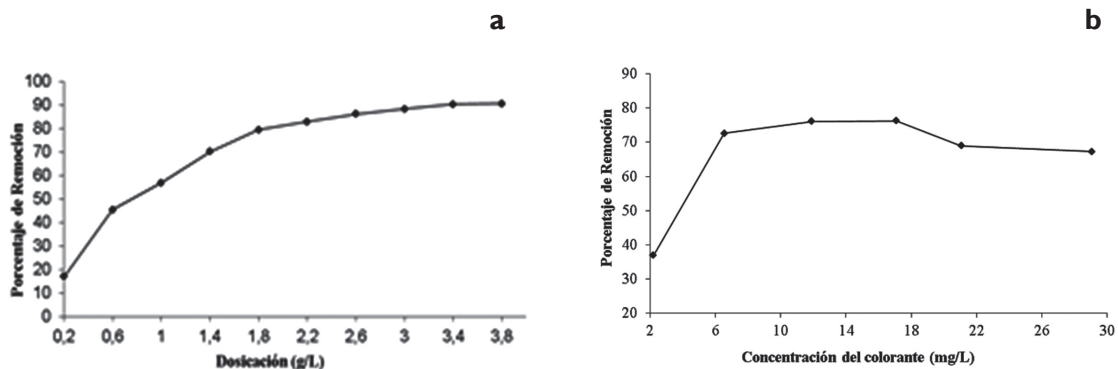 a
100
90
80
70
60
50
40
30
20
10
0
Porcentaje de Remoción
0,2 0,6 1 1,4 1,8 2,2 2,6 3 3,4 3,8
Dosicación (g/L)
b
90
80
70
60
50
40
30
20
Porcentaje de Remoción
2 6 10 14 18 22 26 30
Concentración del colorante (mg/L)